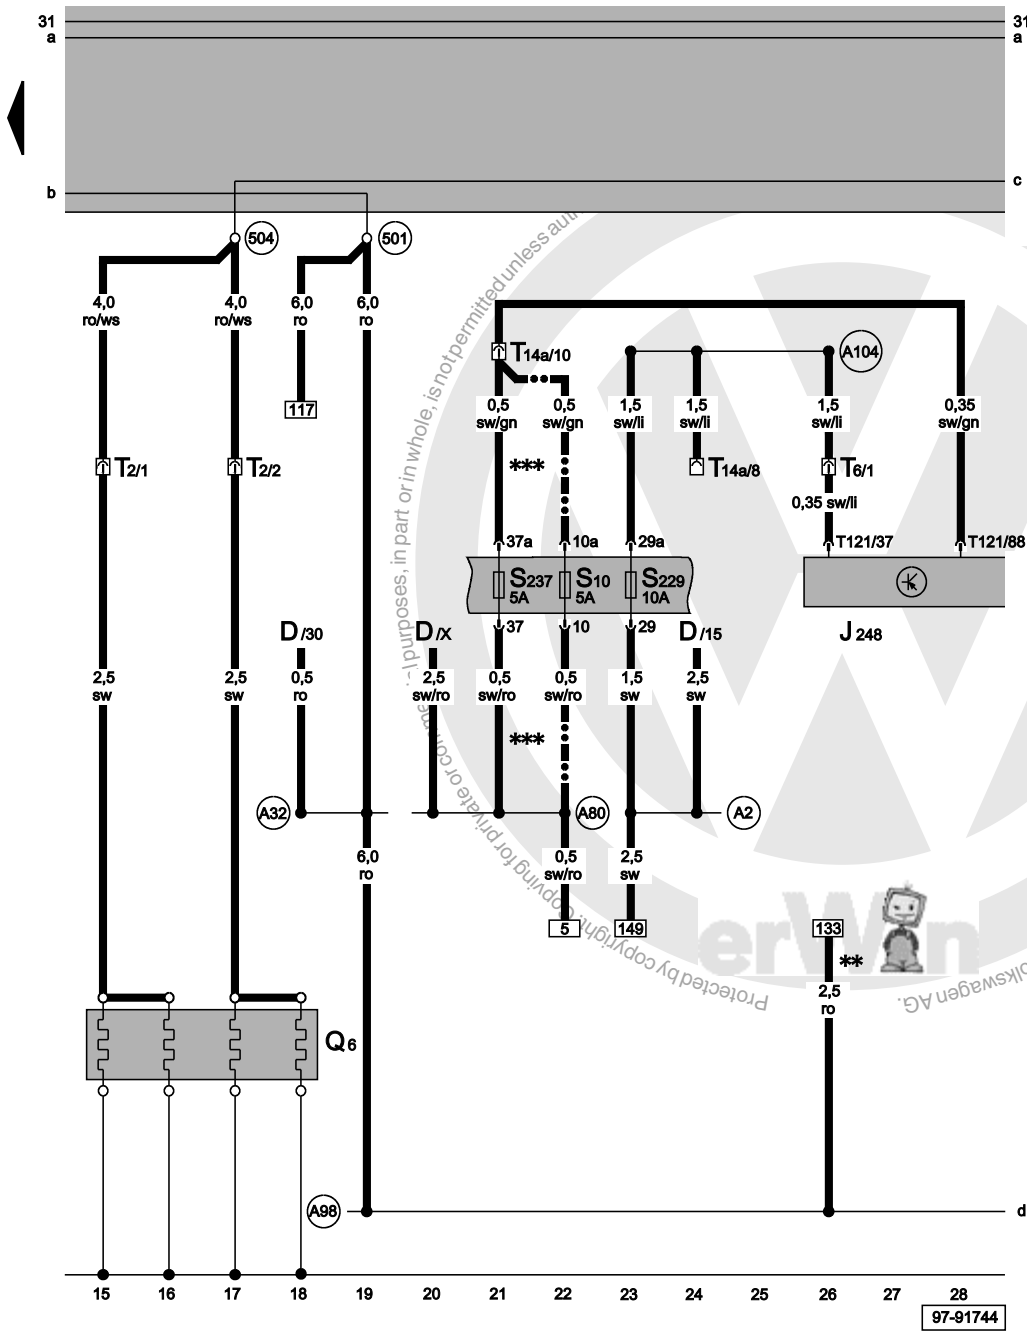 31 31
a a
b c
504 501
4,0 4,0 6,0 6,0
ro/ws ro/ws ro ro
T14a/10
A104
117
0,5 0,5 1,5 1,5 1,5 0,35
sw/gn sw/gn sw/li sw/li sw/li sw/gn
T2/1 T2/2 *** T14a/8 T6/1
0,35 sw/li
37a 10a 29a T121/37 T121/88
S237 S10 S229
5A 5A 10A
37 10 29
D/30 D/X D/15 J248
2,5 2,5 0,5 2,5 0,5 0,5 1,5 2,5
sw sw ro sw/ro sw/ro sw/ro sw sw
***
A32 A80 A2
6,0 0,5 2,5
ro sw/ro sw
5 149 133
**
2,5
ro
Q6
A98 d
15 16 17 18 19 20 21 22 23 24 25 26 27 28
97-91744
erWin
Protected by copyright. Copying for private or
purposes, in part or in whole, is not permitted unless
Volkswagen AG.